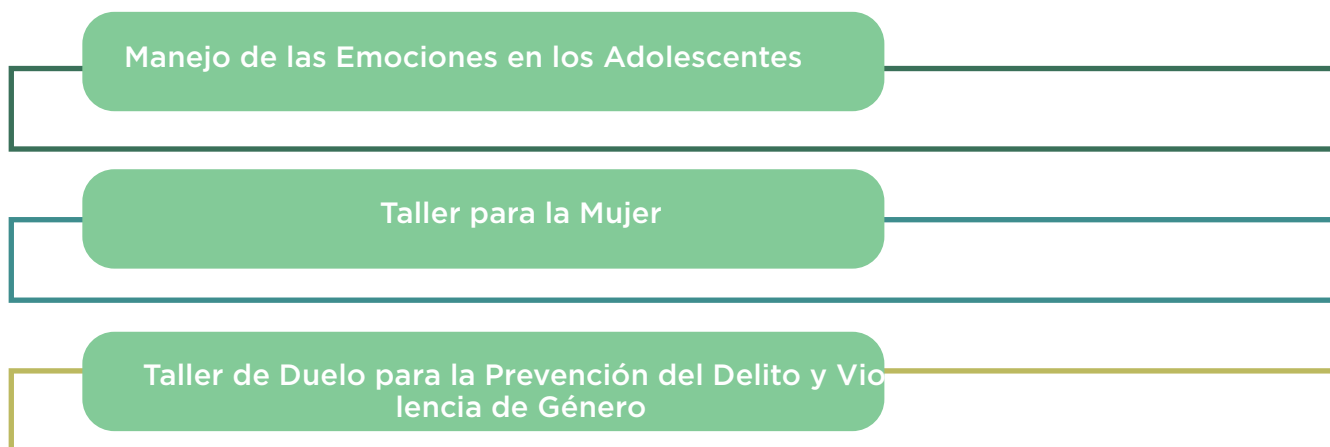 Manejo de las Emociones en los Adolescentes
Taller para la Mujer
Taller de Duelo para la Prevención del Delito y Vio
lencia de Género